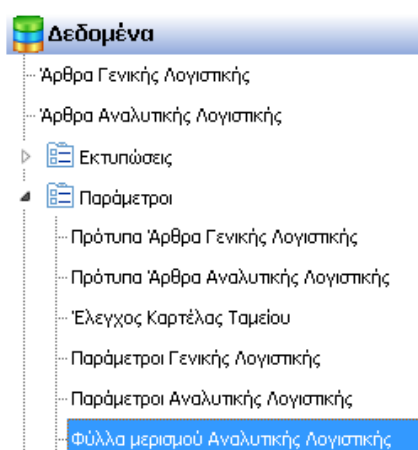 Δεδομένα
Άρθρα Γενικής Λογιστικής
Άρθρα Αναλυτικής Λογιστικής
Εκτυπώσεις
Παράμετροι
Πρότυπα Άρθρα Γενικής Λογιστικής
Πρότυπα Άρθρα Αναλυτικής Λογιστικής
Έλεγχος Καρτέλας Ταμείου
Παράμετροι Γενικής Λογιστικής
Παράμετροι Αναλυτικής Λογιστικής
Φύλλα μερισμού Αναλυτικής Λογιστικής